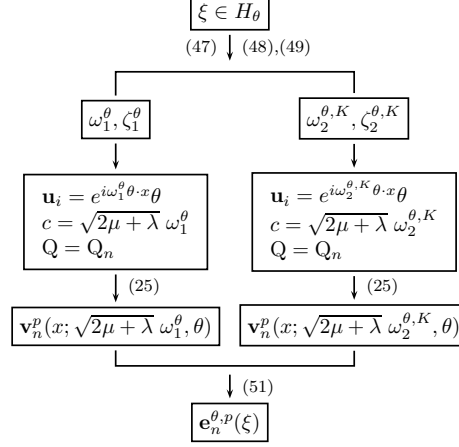 ξ ∈ H_θ
(47) (48),(49)
ω_1^θ, ζ_1^θ
ω_2^{θ,K}, ζ_2^{θ,K}
u_i = e^{iω_1^θ θ·x}θ
c = √(2μ + λ) ω_1^θ
Q = Q_n
u_i = e^{iω_2^{θ,K} θ·x}θ
c = √(2μ + λ) ω_2^{θ,K}
Q = Q_n
(25)
(25)
v_n^p(x; √(2μ + λ) ω_1^θ, θ)
v_n^p(x; √(2μ + λ) ω_2^{θ,K}, θ)
(51)
e_n^{θ,p}(ξ)